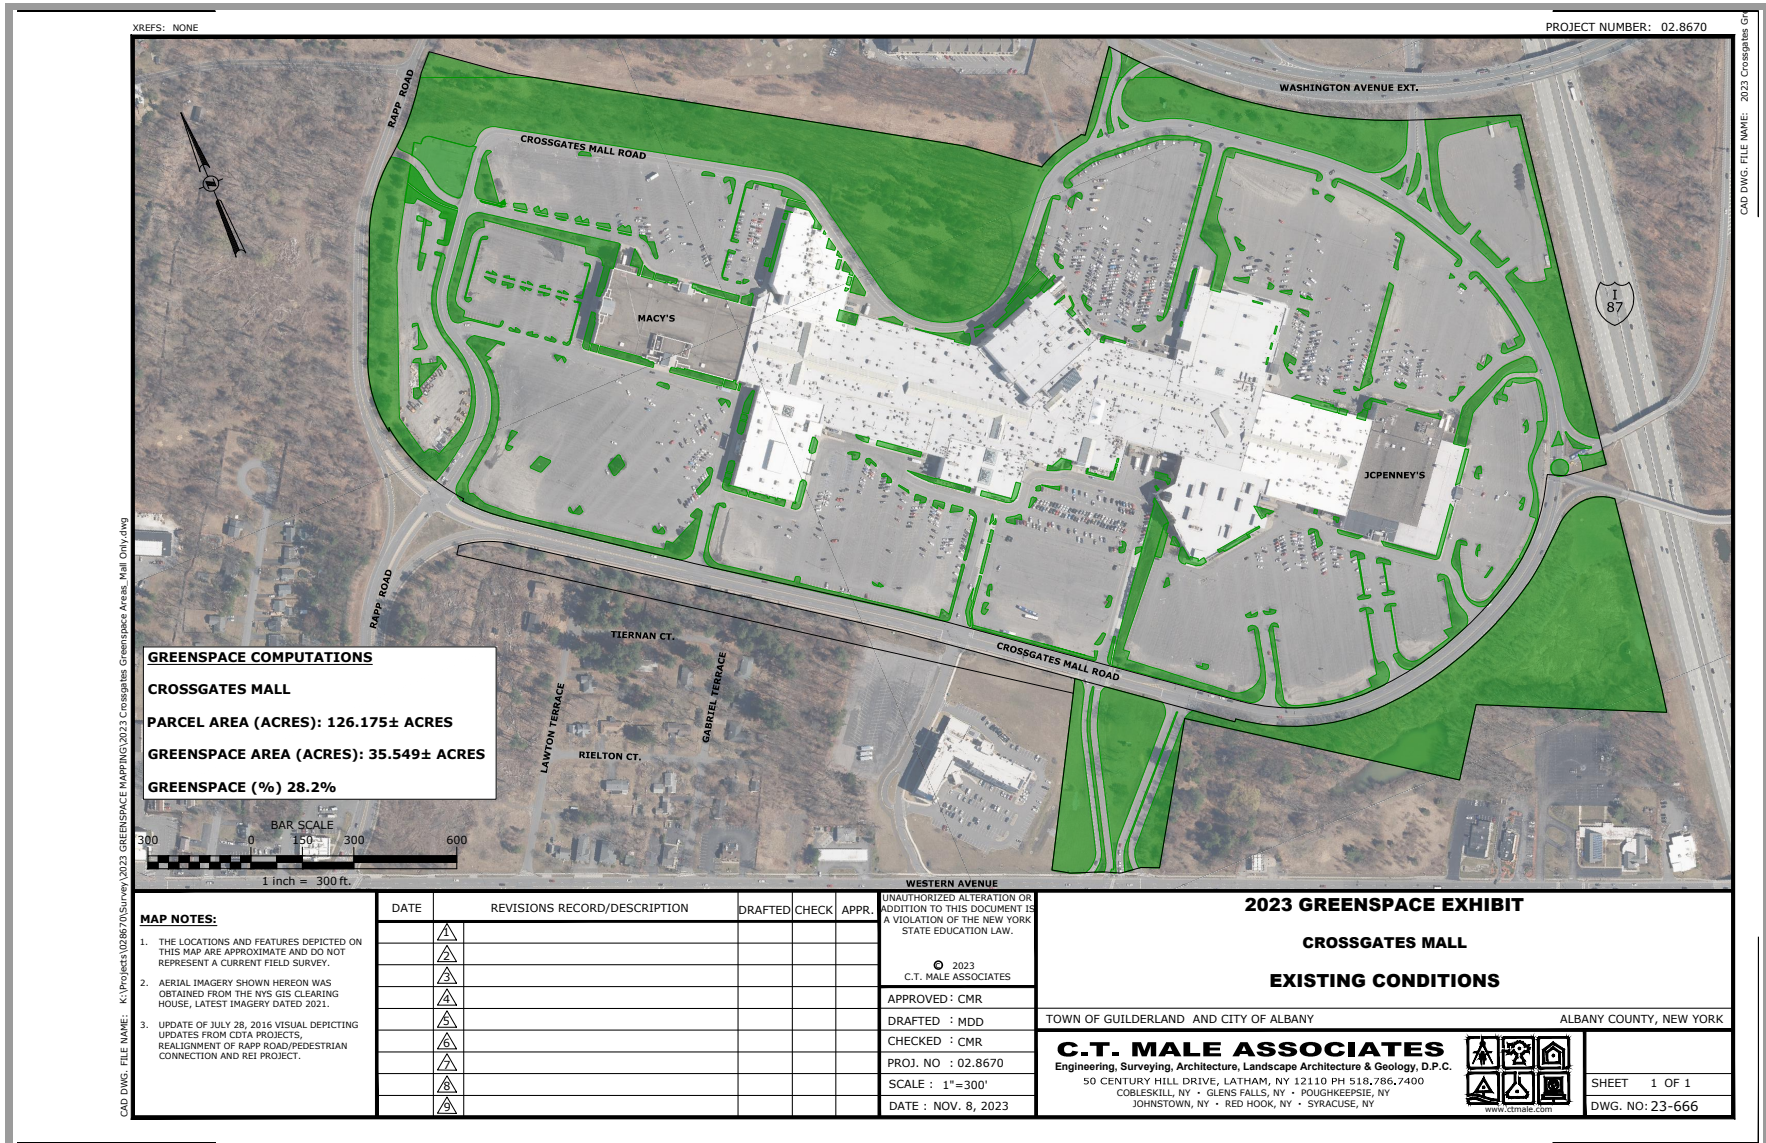 XREFS: NONE
PROJECT NUMBER: 02.8670
CAD DWG. FILE NAME: 2023 Crossgates Gr
RAPP ROAD
CROSSGATES MALL ROAD
WASHINGTON AVENUE EXT.
I
87
MACY'S
JCPENNEY'S
RAPP ROAD
TIERNAN CT.
CROSSGATES MALL ROAD
LAWTON TERRACE
GABRIEL TERRACE
RIELTON CT.
WESTERN AVENUE
GREENSPACE COMPUTATIONS
CROSSGATES MALL
PARCEL AREA (ACRES): 126.175± ACRES
GREENSPACE AREA (ACRES): 35.549± ACRES
GREENSPACE (%) 28.2%
BAR SCALE
300 0 150 300 600
1 inch = 300 ft.
CAD DWG. FILE NAME: K:\Projects\028670\Survey\2023 GREENSPACE MAPPING\2023 Crossgates Greenspace Areas_Mall Only.dwg
MAP NOTES:
1. THE LOCATIONS AND FEATURES DEPICTED ON
THIS MAP ARE APPROXIMATE AND DO NOT
REPRESENT A CURRENT FIELD SURVEY.
2. AERIAL IMAGERY SHOWN HEREON WAS
OBTAINED FROM THE NYS GIS CLEARING
HOUSE, LATEST IMAGERY DATED 2021.
3. UPDATE OF JULY 28, 2016 VISUAL DEPICTING
UPDATES FROM CDTA PROJECTS,
REALIGNMENT OF RAPP ROAD/PEDESTRIAN
CONNECTION AND REI PROJECT.
DATE REVISIONS RECORD/DESCRIPTION DRAFTED CHECK APPR.
1
2
3
4
5
6
7
8
9
UNAUTHORIZED ALTERATION OR
ADDITION TO THIS DOCUMENT IS
A VIOLATION OF THE NEW YORK
STATE EDUCATION LAW.
© 2023
C.T. MALE ASSOCIATES
APPROVED : CMR
DRAFTED : MDD
CHECKED : CMR
PROJ. NO : 02.8670
SCALE : 1"=300'
DATE : NOV. 8, 2023
2023 GREENSPACE EXHIBIT
CROSSGATES MALL
EXISTING CONDITIONS
TOWN OF GUILDERLAND AND CITY OF ALBANY ALBANY COUNTY, NEW YORK
C.T. MALE ASSOCIATES
Engineering, Surveying, Architecture, Landscape Architecture & Geology, D.P.C.
50 CENTURY HILL DRIVE, LATHAM, NY 12110 PH 518.786.7400
COBLESKILL, NY • GLENS FALLS, NY • POUGHKEEPSIE, NY
JOHNSTOWN, NY • RED HOOK, NY • SYRACUSE, NY
www.ctmale.com
SHEET 1 OF 1
DWG. NO: 23-666